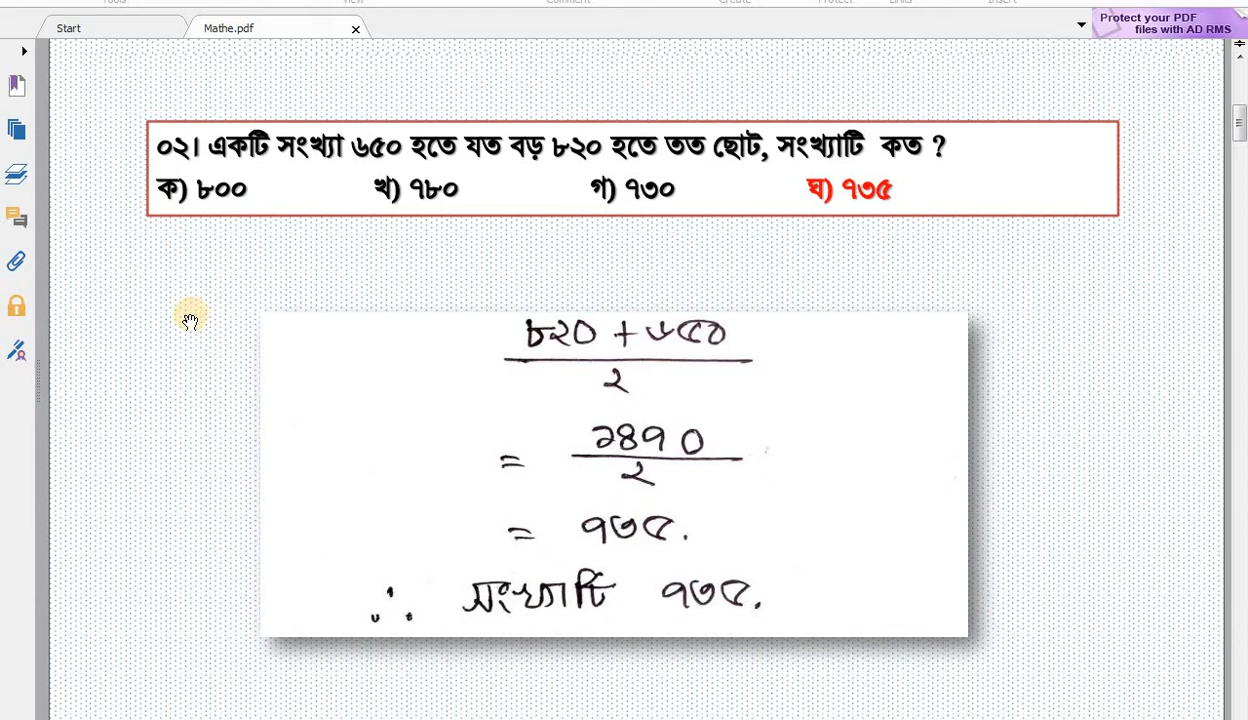 Start
Mathe.pdf
Protect your PDF
files with AD RMS
০২। একটি সংখ্যা ৬৫০ হতে যত বড় ৮২০ হতে তত ছোট, সংখ্যাটি কত ?
ক) ৮০০ খ) ৭৮০ গ) ৭৩০ ঘ) ৭৩৫
৮২০ + ৬৫০
২
= ১৪৭০
২
= ৭৩৫.
∴ সংখ্যাটি ৭৩৫.